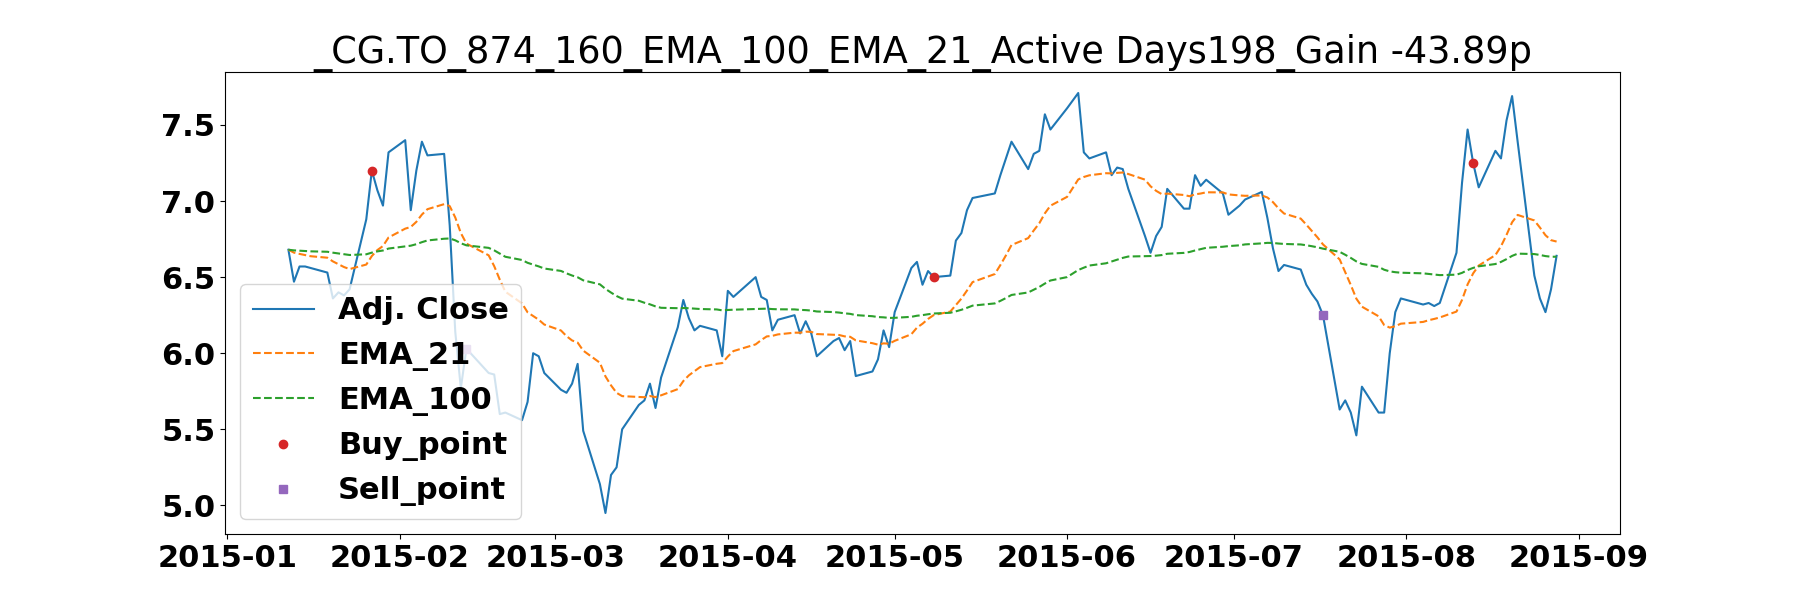 _CG.TO_874_160_EMA_100_EMA_21_Active Days198_Gain -43.89p
7.5
7.0
6.5
6.0
5.5
5.0
Adj. Close
EMA_21
EMA_100
Buy_point
Sell_point
2015-01 2015-02 2015-03 2015-04 2015-05 2015-06 2015-07 2015-08 2015-09